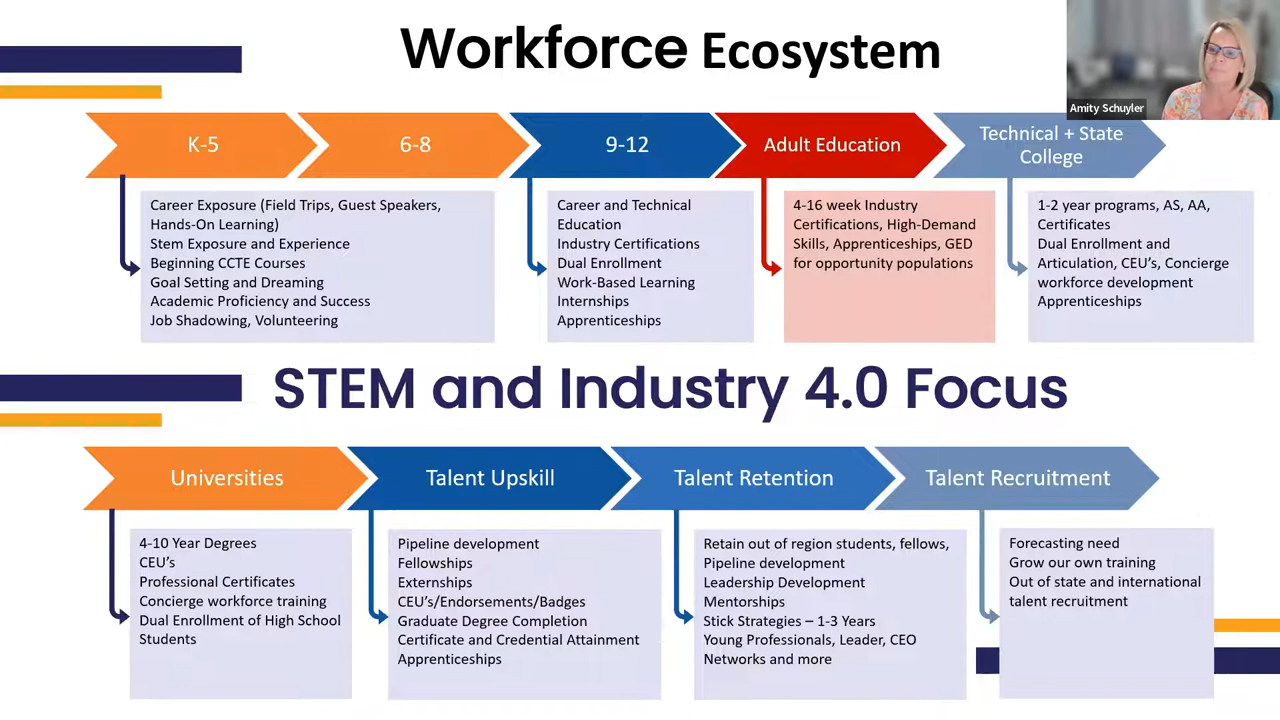 Workforce Ecosystem
Amity Schuyler
K-5
6-8
9-12
Adult Education
Technical + State
College
Career Exposure (Field Trips, Guest Speakers,
Hands-On Learning)
Stem Exposure and Experience
Beginning CCTE Courses
Goal Setting and Dreaming
Academic Proficiency and Success
Job Shadowing, Volunteering
Career and Technical
Education
Industry Certifications
Dual Enrollment
Work-Based Learning
Internships
Apprenticeships
4-16 week Industry
Certifications, High-Demand
Skills, Apprenticeships, GED
for opportunity populations
1-2 year programs, AS, AA,
Certificates
Dual Enrollment and
Articulation, CEU's, Concierge
workforce development
Apprenticeships
STEM and Industry 4.0 Focus
Universities
Talent Upskill
Talent Retention
Talent Recruitment
4-10 Year Degrees
CEU's
Professional Certificates
Concierge workforce training
Dual Enrollment of High School
Students
Pipeline development
Fellowships
Externships
CEU's/Endorsements/Badges
Graduate Degree Completion
Certificate and Credential Attainment
Apprenticeships
Retain out of region students, fellows,
Pipeline development
Leadership Development
Mentorships
Stick Strategies – 1-3 Years
Young Professionals, Leader, CEO
Networks and more
Forecasting need
Grow our own training
Out of state and international
talent recruitment